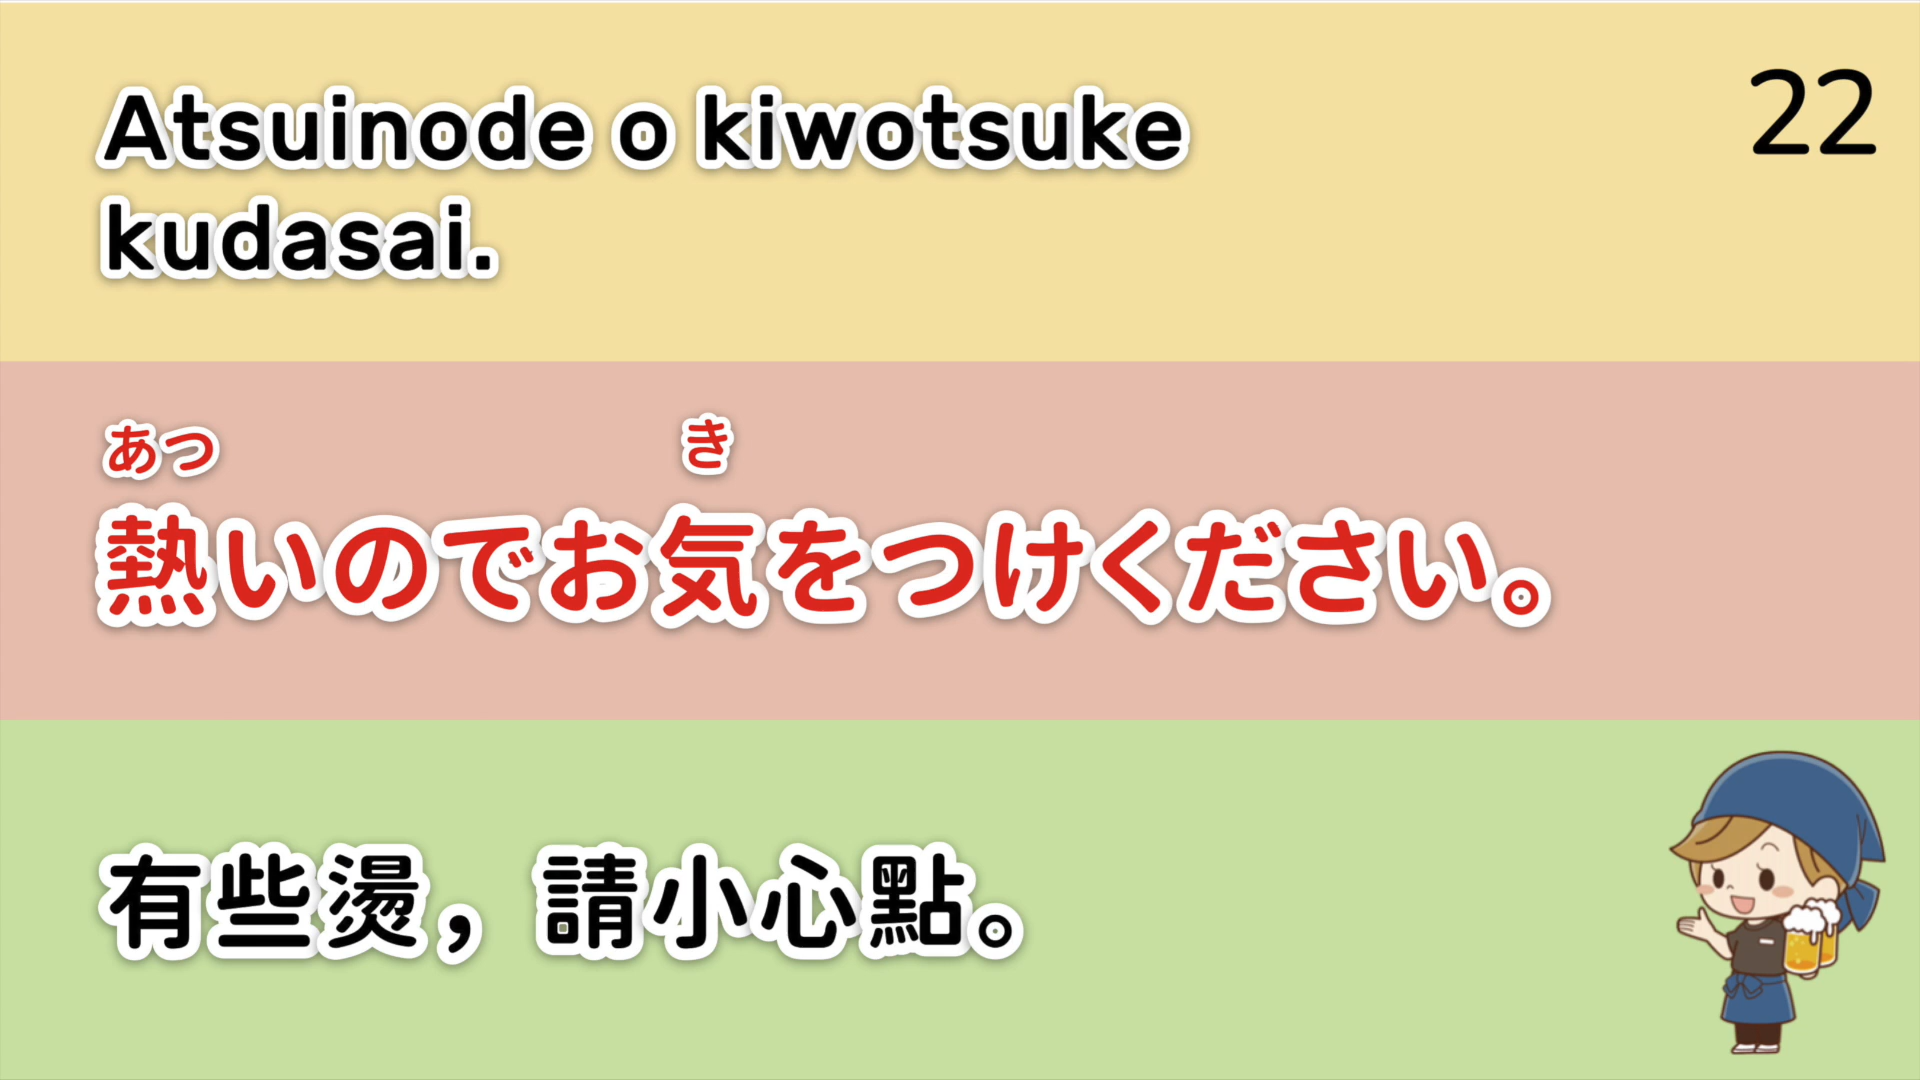 Atsuinode o kiwotsuke
kudasai.
22
あつ き
熱いのでお気をつけください。
有些燙，請小心點。